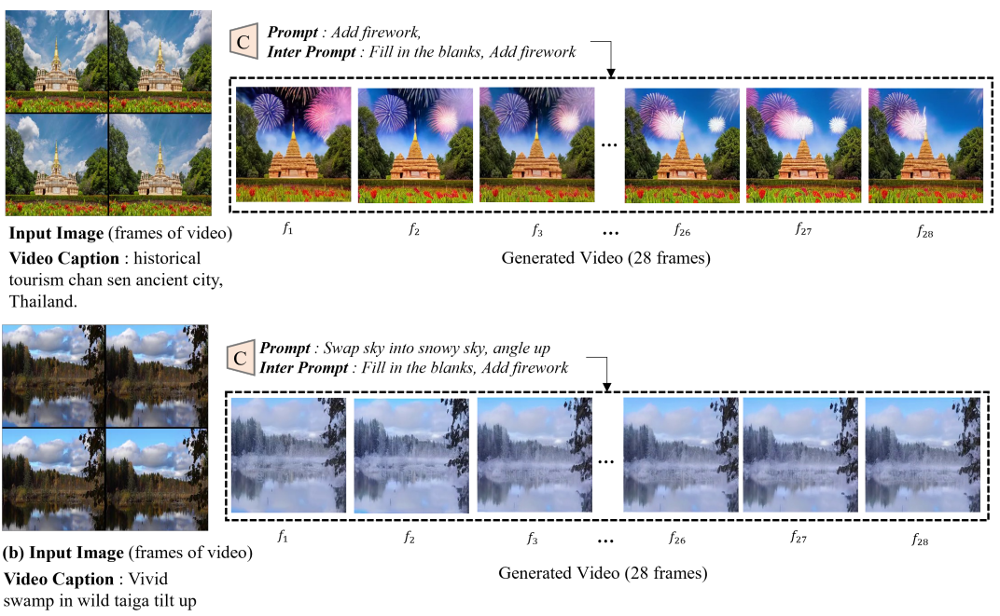 C
Prompt : Add firework,
Inter Prompt : Fill in the blanks, Add firework
...
f1 f2 f3 ... f26 f27 f28
Input Image (frames of video)
Generated Video (28 frames)
Video Caption : historical
tourism chan sen ancient city,
Thailand.
C
Prompt : Swap sky into snowy sky, angle up
Inter Prompt : Fill in the blanks, Add firework
...
f1 f2 f3 ... f26 f27 f28
(b) Input Image (frames of video)
Generated Video (28 frames)
Video Caption : Vivid
swamp in wild taiga tilt up